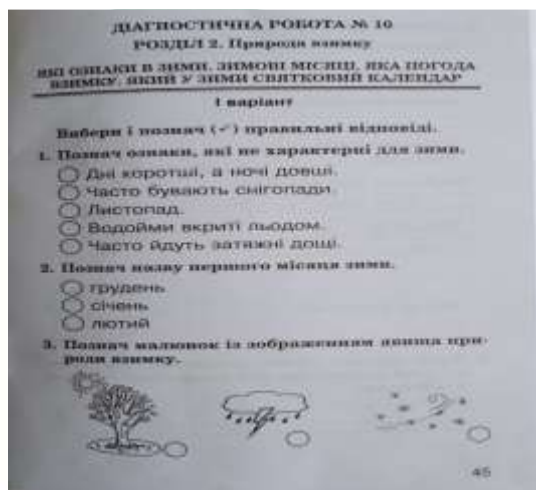 ДІАГНОСТИЧНА РОБОТА № 10
РОЗДІЛ 2. Природа взимку
ЯКІ ОЗНАКИ В ЗИМИ. ЗИМОВІ МІСЯЦІ. ЯКА ПОГОДА
ВЗИМКУ. ЯКИЙ У ЗИМИ СВЯТКОВИЙ КАЛЕНДАР
І варіант
Вибери і познач (✓) правильні відповіді.
1. Познач ознаки, які не характерні для зими.
Дні коротші, а ночі довші.
Часто бувають снігопади.
Листопад.
Водойми вкриті льодом.
Часто йдуть затяжні дощі.
2. Познач назву першого місяця зими.
грудень
січень
лютий
3. Познач малюнок із зображенням явища при-
роди взимку.
45